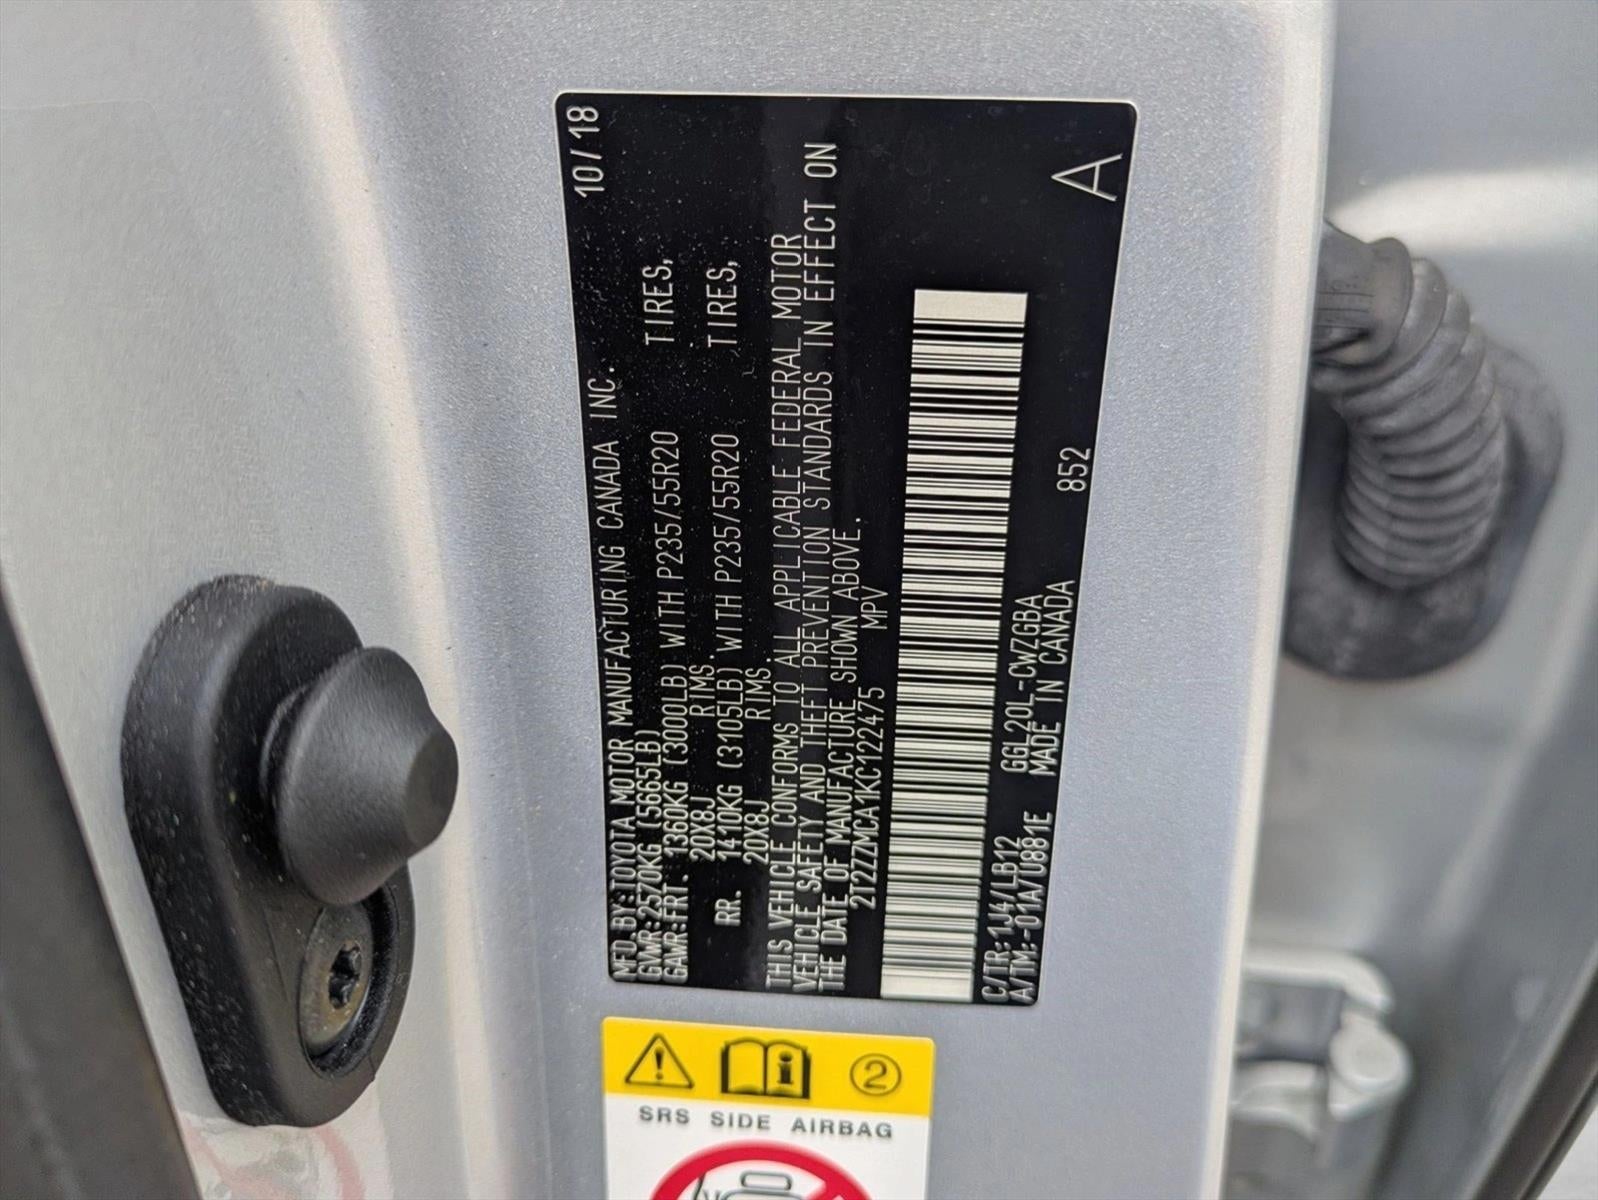 MFD.BY:TOYOTA MOTOR MANUFACTURING CANADA INC. 10/18
GVWR:2570KG (5665LB)
GAWR:FRT. 1360KG (3000LB) WITH P235/55R20 TIRES,
20X8J RIMS.
RR. 1410KG (3105LB) WITH P235/55R20 TIRES,
20X8J RIMS.
THIS VEHICLE CONFORMS TO ALL APPLICABLE FEDERAL MOTOR
VEHICLE SAFETY AND THEFT PREVENTION STANDARDS IN EFFECT ON
THE DATE OF MANUFACTURE SHOWN ABOVE.
2T2ZZMCA1KC122475 MPV
C/TR:1J4/LB12 GGL20L-CWZGBA 852
A/TM:-01A/U881E MADE IN CANADA
A
2
SRS SIDE AIRBAG